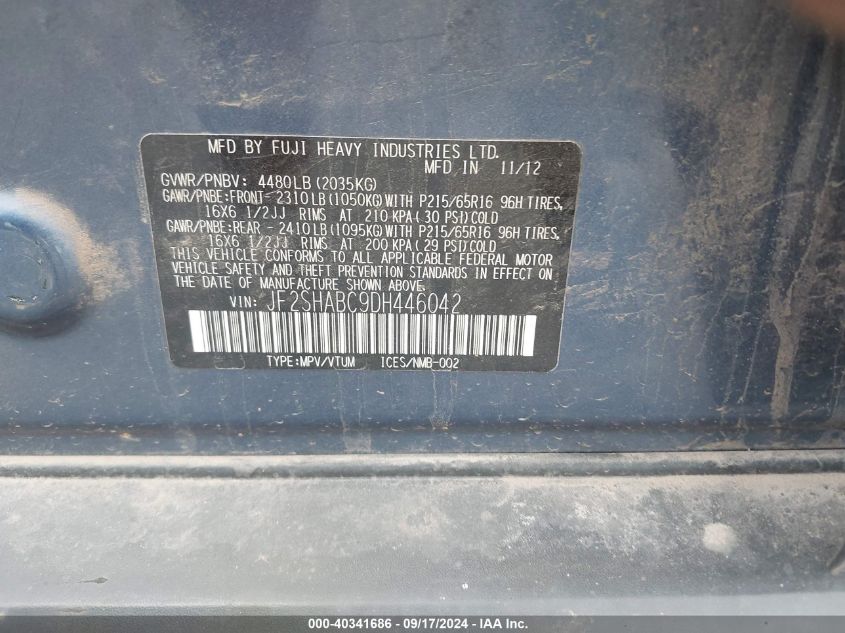 MFD BY FUJI HEAVY INDUSTRIES LTD.
MFD IN 11/12
GVWR/PNBV: 4480LB (2035KG)
GAWR/PNBE:FRONT-2310LB(1050KG)WITH P215/65R16 96H TIRES,
16X6 1/2JJ RIMS AT 210 KPA(30 PSI)COLD
GAWR/PNBE:REAR -2410LB(1095KG)WITH P215/65R16 96H TIRES,
16X6 1/2JJ RIMS AT 200 KPA(29 PSI)COLD
THIS VEHICLE CONFORMS TO ALL APPLICABLE FEDERAL MOTOR
VEHICLE SAFETY AND THEFT PREVENTION STANDARDS IN EFFECT ON
THE DATE OF MANUFACTURE SHOWN ABOVE.
VIN: JF2SHABC9DH446042
TYPE:MPV/VTUM ICES/NMB-002
000-40341686 - 09/17/2024 - IAA Inc.